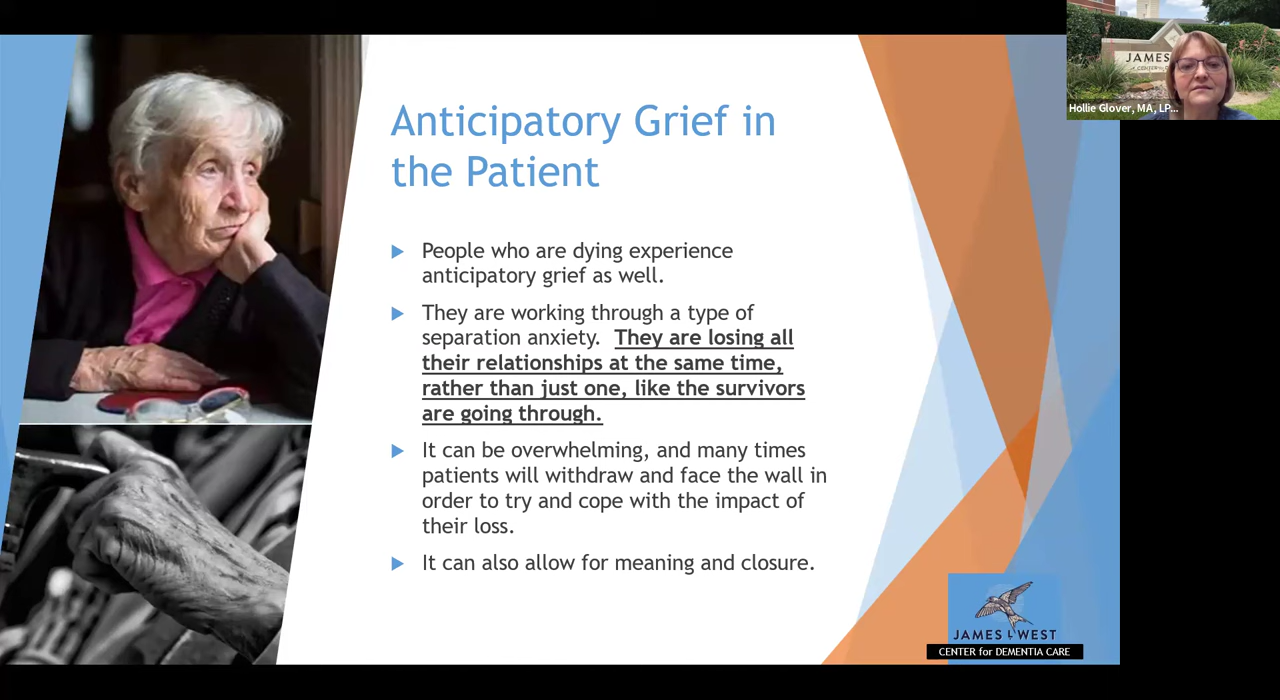 Anticipatory Grief in
the Patient
People who are dying experience
anticipatory grief as well.
They are working through a type of
separation anxiety. They are losing all
their relationships at the same time,
rather than just one, like the survivors
are going through.
It can be overwhelming, and many times
patients will withdraw and face the wall in
order to try and cope with the impact of
their loss.
It can also allow for meaning and closure.
JAMES L WEST
CENTER for DEMENTIA CARE
JAMES
Hollie Glover, MA, LP...